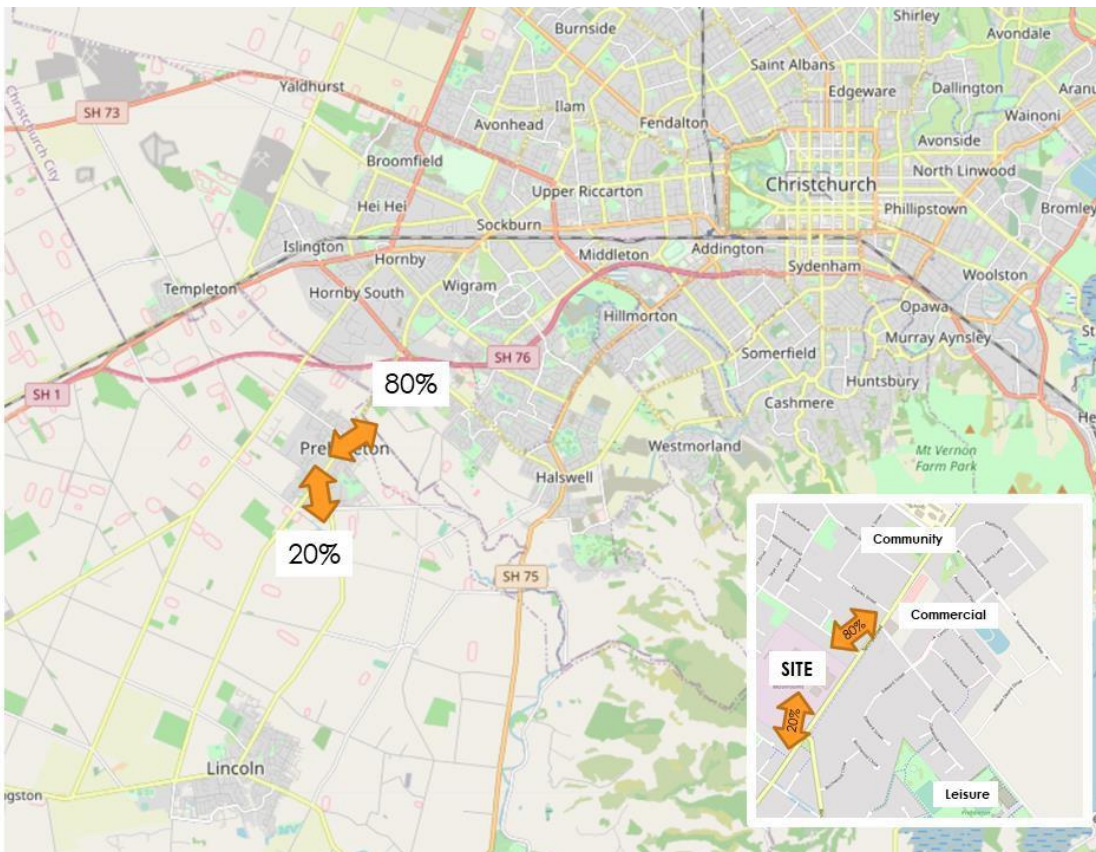 Burnside
Shirley
Avondale
Saint Albans
Dallington
Yaldhurst
Edgeware
Aranu
SH 73
Ilam
Fendalton
Wainoni
Avonhead
Avonside
Christchurch City
Broomfield
North Linwood
Christchurch
Upper Riccarton
Hei Hei
Phillipstown
Bromley
Sockburn
Islington
Addington
Middleton
Hornby
Sydenham
Woolston
Templeton
Wigram
Hornby South
Opawa
Hillmorton
Murray Aynsley
St
SH 76
Somerfield
SH 1
80%
Huntsbury
Cashmere
He
Westmorland
Mt Vernon
Farm Park
Halswell
20%
SH 75
Lincoln
ngston
Community
Commercial
80%
SITE
20%
Leisure